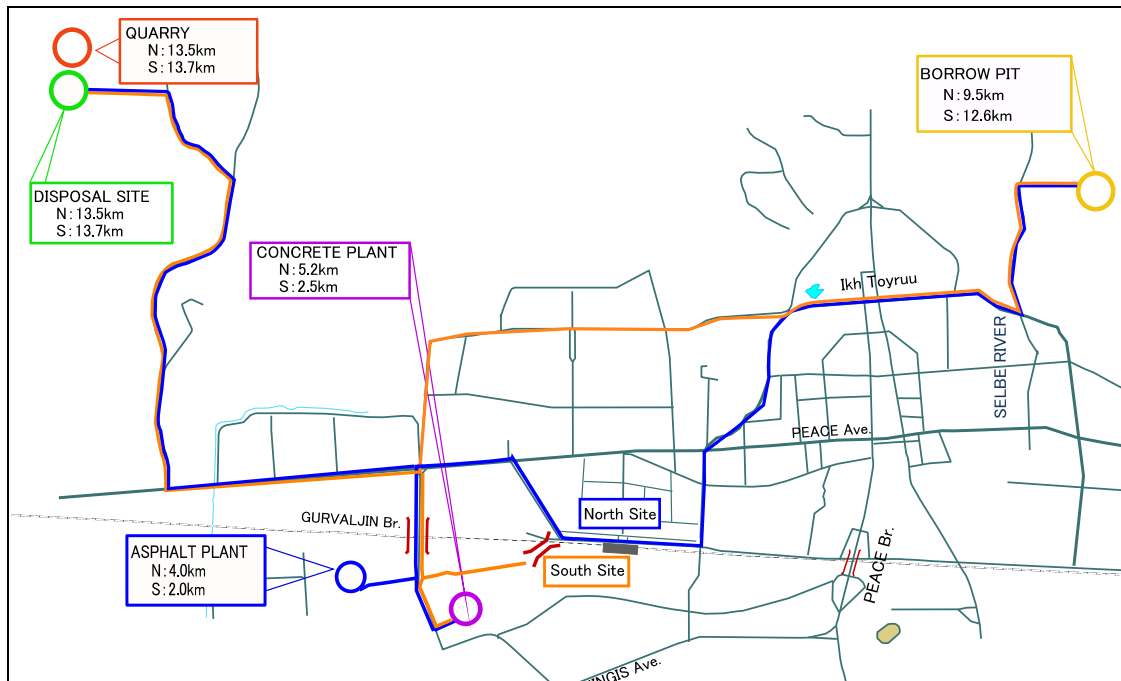 QUARRY
N:13.5km
S:13.7km
BORROW PIT
N:9.5km
S:12.6km
DISPOSAL SITE
N:13.5km
S:13.7km
CONCRETE PLANT
N:5.2km
S:2.5km
Ikh Toyruu
SELBE RIVER
PEACE Ave.
North Site
GURVALJIN Br.
ASPHALT PLANT
N:4.0km
S:2.0km
South Site
PEACE Br.
INGIS Ave.